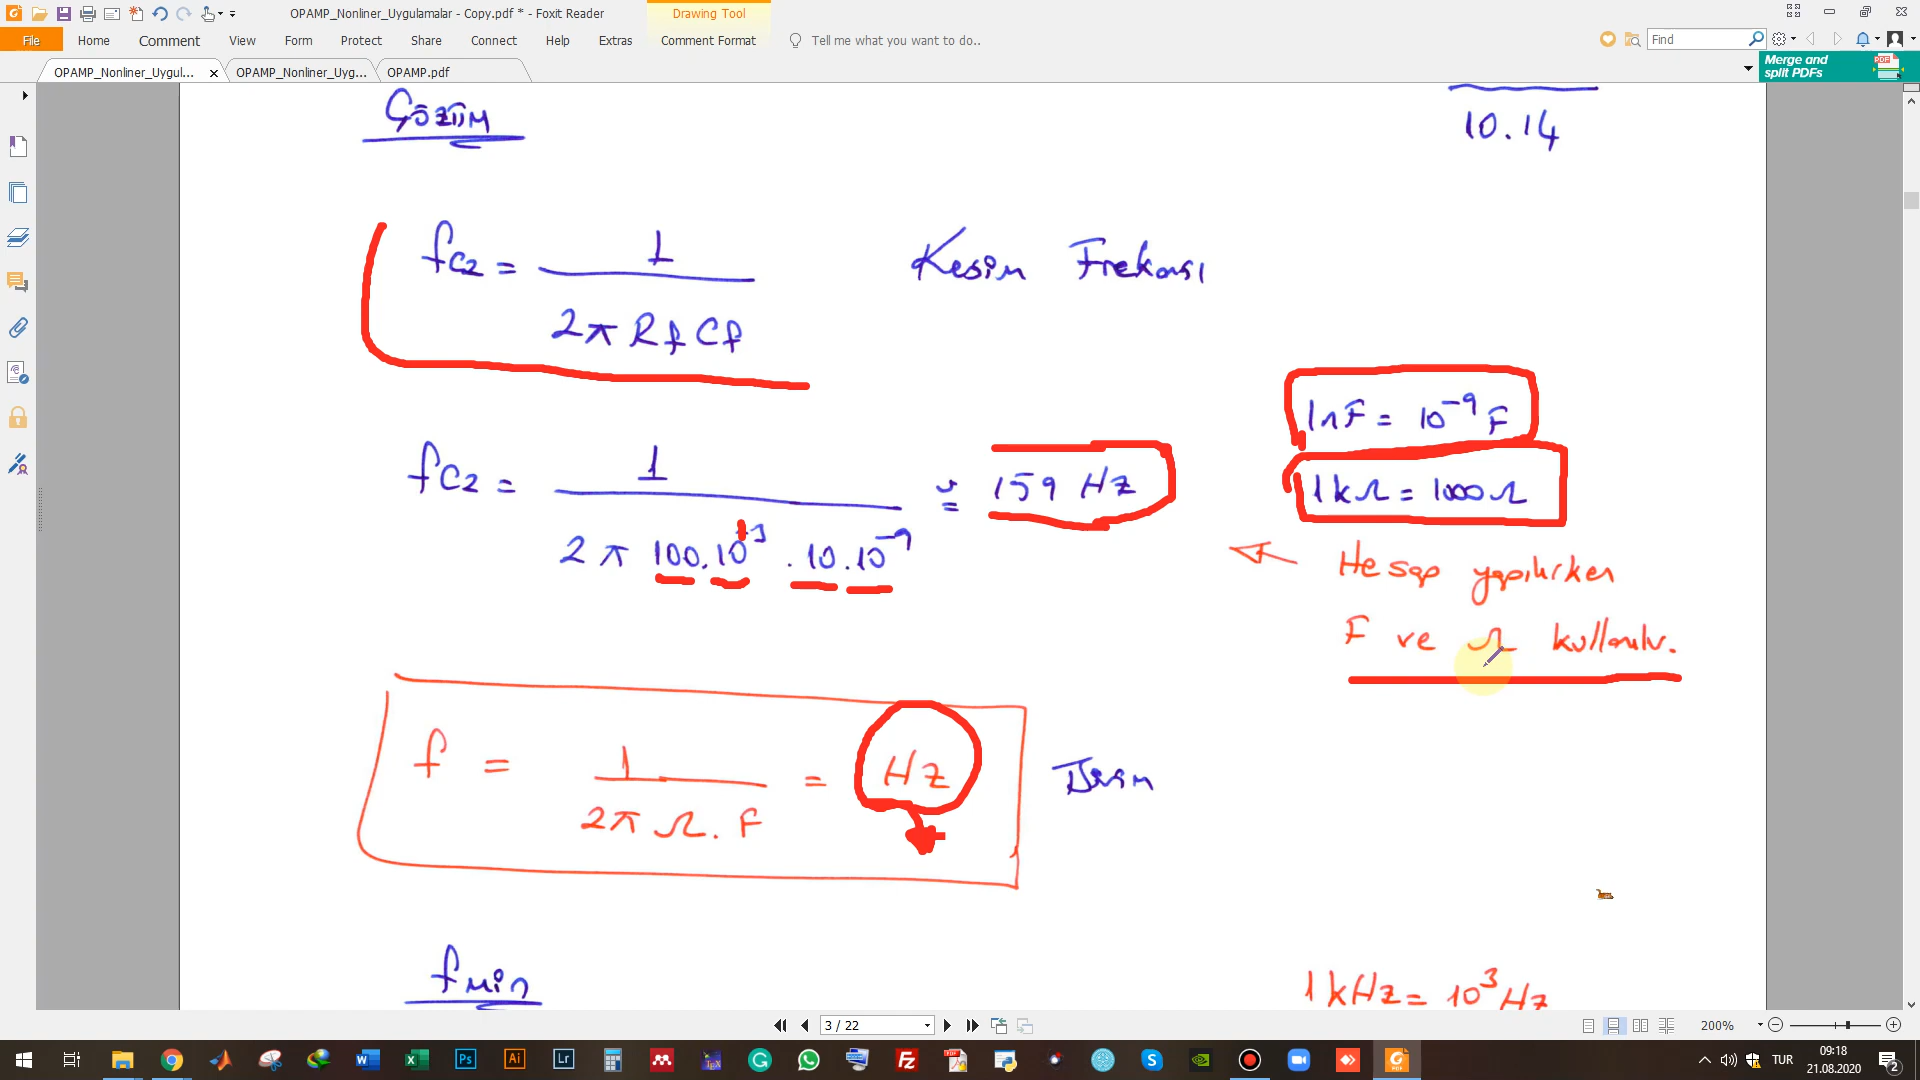 OPAMP_Nonliner_Uygulamalar - Copy.pdf * - Foxit Reader
Drawing Tool
File Home Comment View Form Protect Share Connect Help Extras Comment Format Tell me what you want to do.. Find
OPAMP_Nonliner_Uygul... OPAMP_Nonliner_Uyg... OPAMP.pdf
Merge and
split PDFs
Çözüm
10.14
fc2 = 1 / 2π Rf Cf Kesim Frekansı
1nF = 10⁻⁹ F
fc2 = 1 / 2π 100.10⁺³ . 10.10⁻⁹ ≅ 159 Hz
1kΩ = 1000Ω
Hesap yapılırken
F ve Ω kullanılır.
f = 1 / 2π Ω. F = Hz Birim
fmin
1kHz = 10³ Hz
3 / 22
200%
TUR
09:18
21.08.2020
2